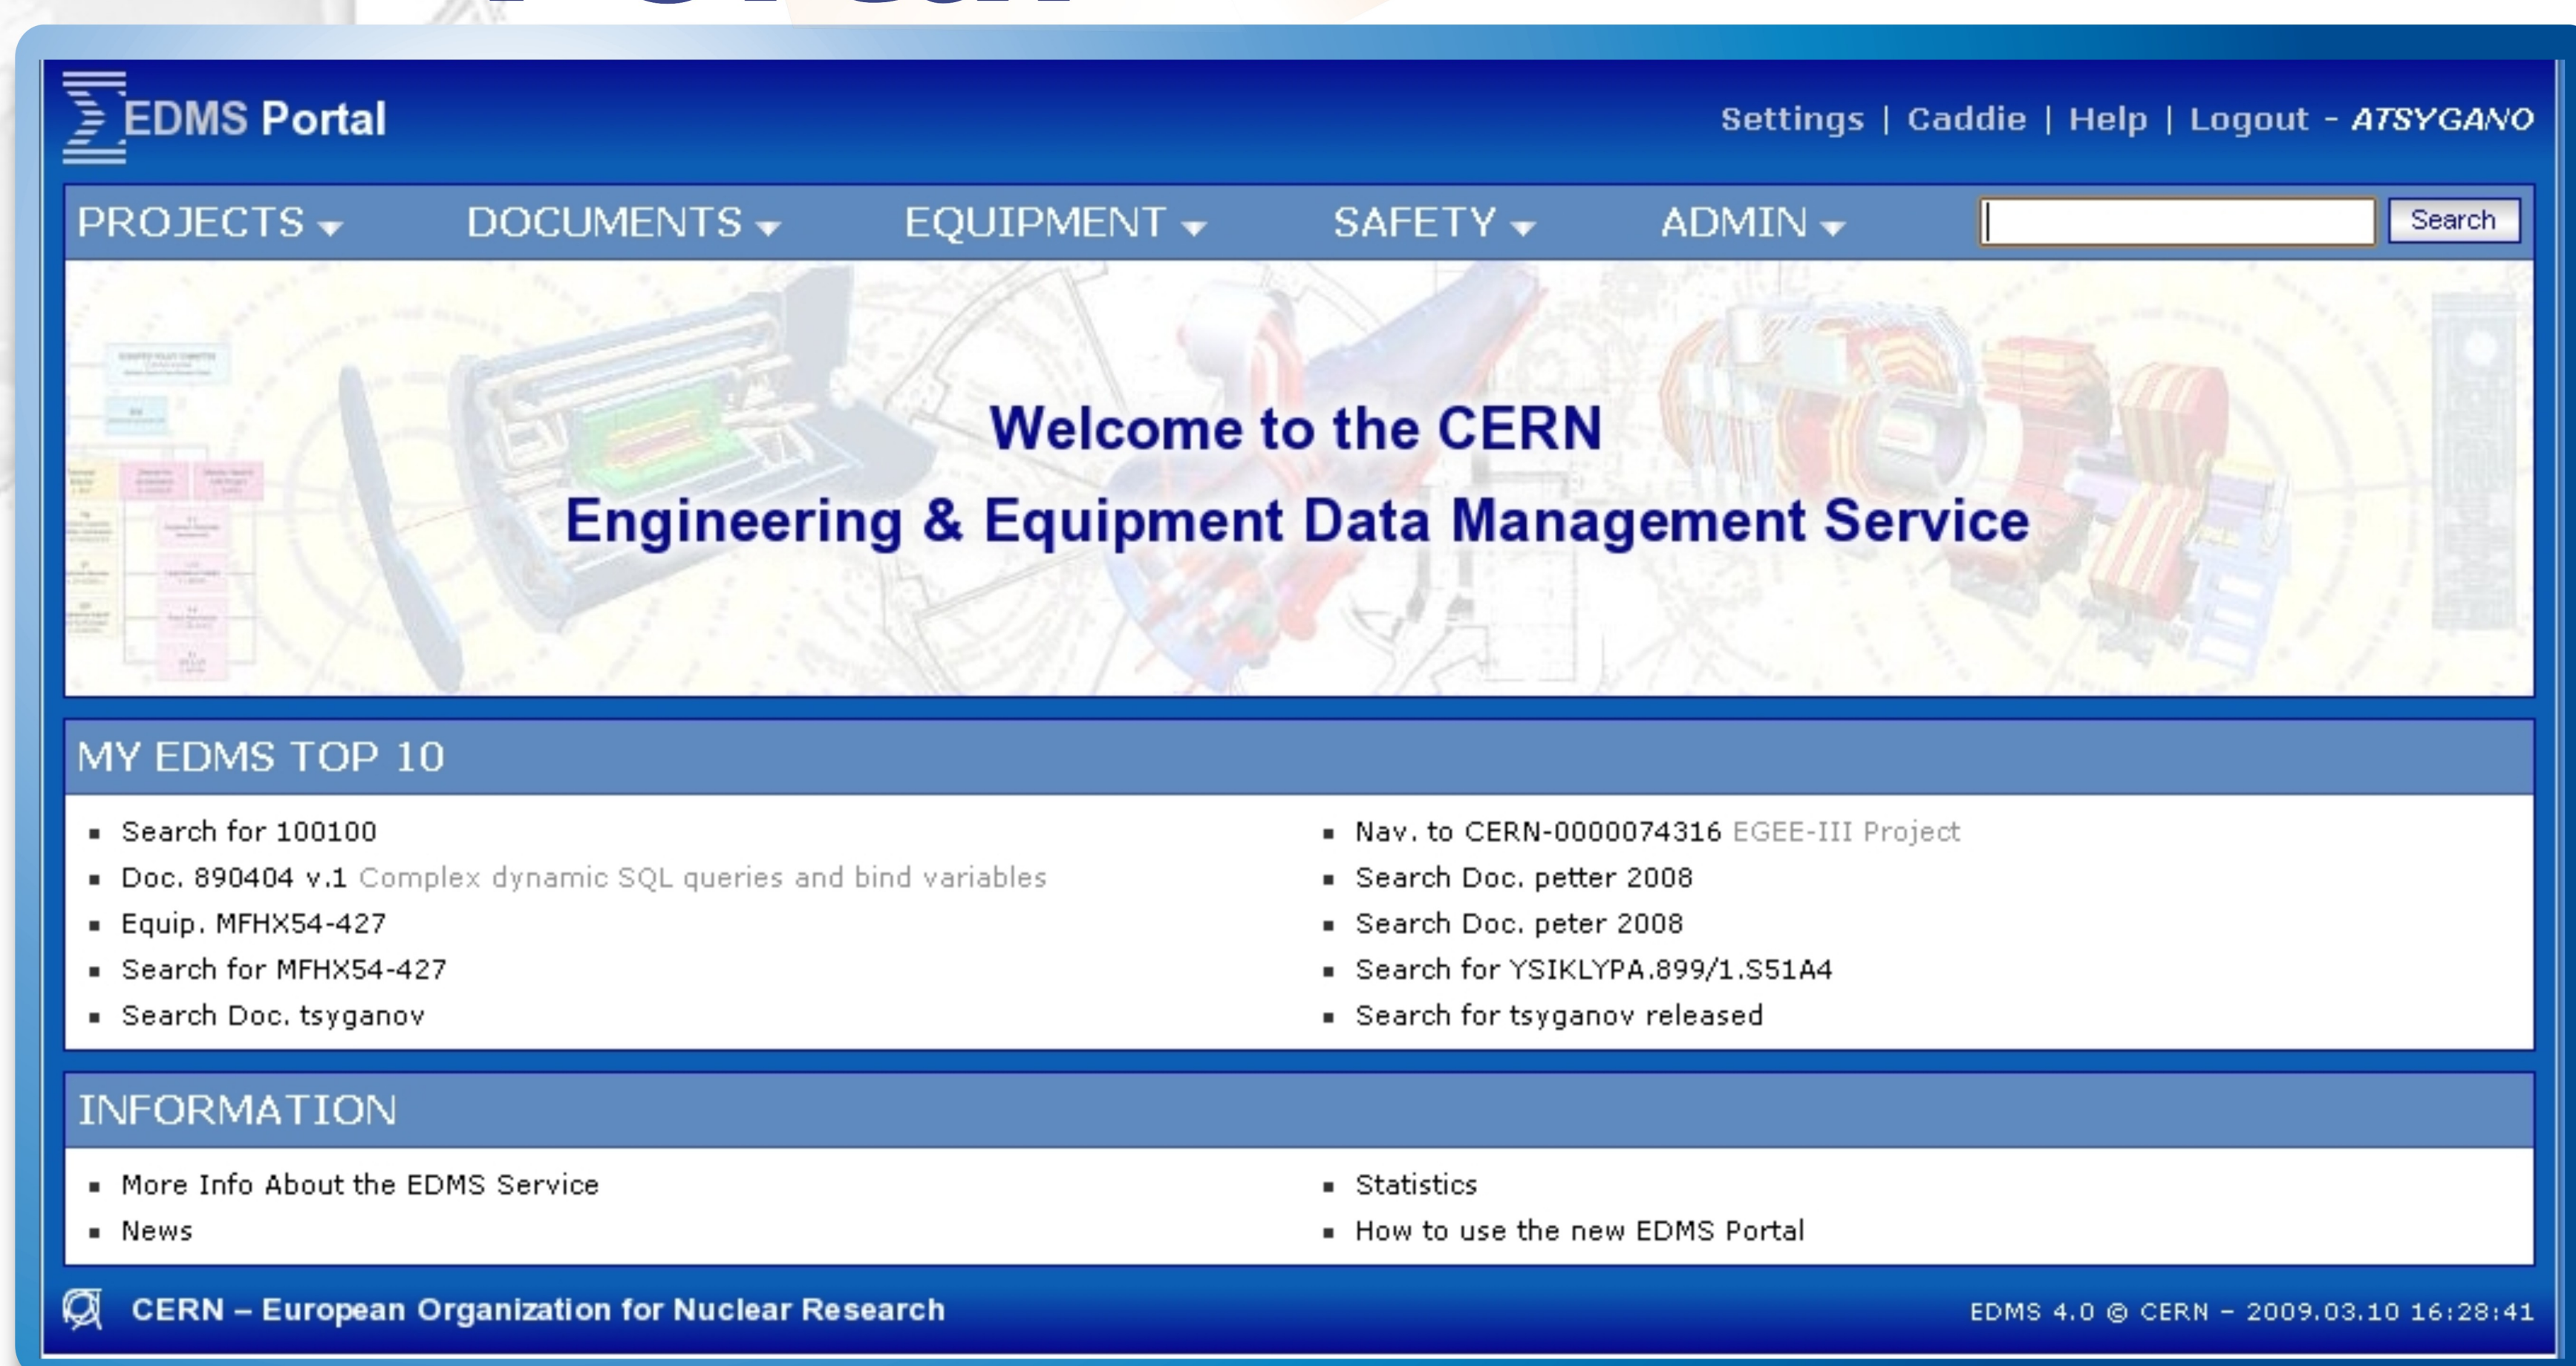 Portal
EDMS Portal
Settings | Caddie | Help | Logout - ATSYGANO
PROJECTS DOCUMENTS EQUIPMENT SAFETY ADMIN Search
Welcome to the CERN
Engineering & Equipment Data Management Service
MY EDMS TOP 10
▪ Search for 100100
▪ Doc. 890404 v.1 Complex dynamic SQL queries and bind variables
▪ Equip. MFHX54-427
▪ Search for MFHX54-427
▪ Search Doc. tsyganov
▪ Nav. to CERN-0000074316 EGEE-III Project
▪ Search Doc. petter 2008
▪ Search Doc. peter 2008
▪ Search for YSIKLYPA.899/1.S51A4
▪ Search for tsyganov released
INFORMATION
▪ More Info About the EDMS Service
▪ News
▪ Statistics
▪ How to use the new EDMS Portal
CERN – European Organization for Nuclear Research
EDMS 4.0 © CERN – 2009.03.10 16:28:41